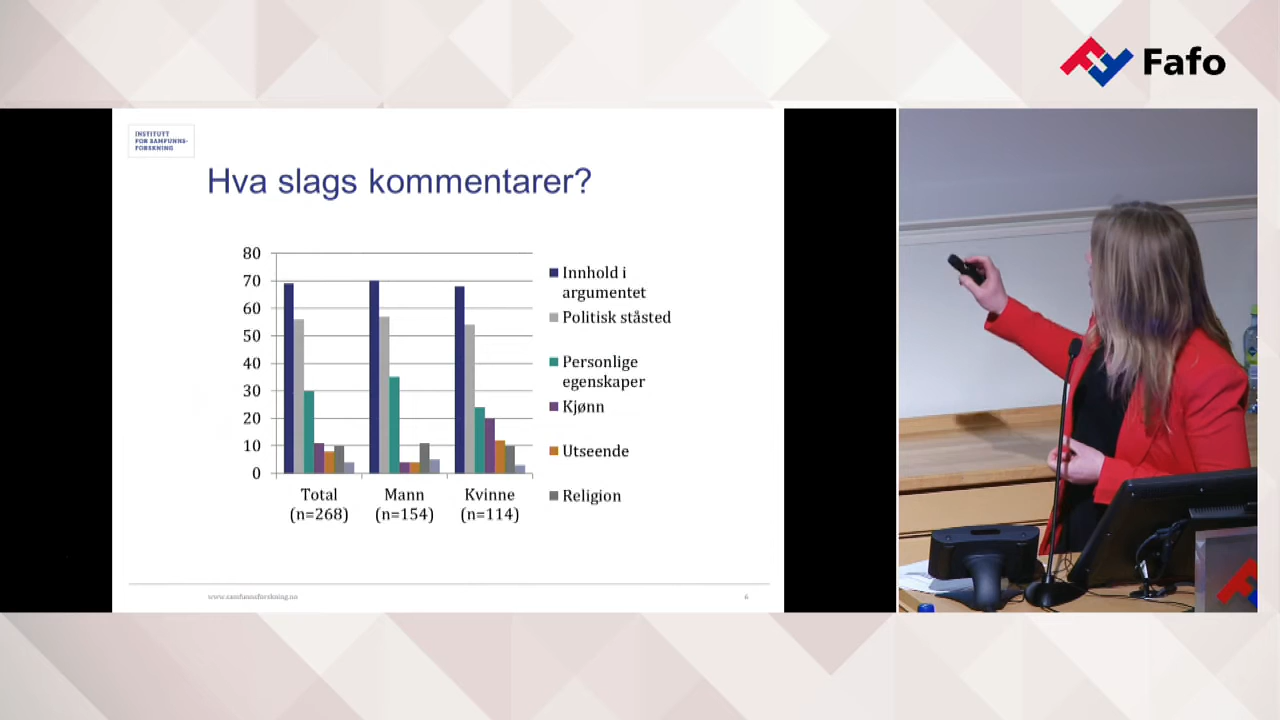 Fafo
INSTITUTT
FOR SAMFUNNS-
FORSKNING
Hva slags kommentarer?
80
70
60
50
40
30
20
10
0
Total
(n=268)
Mann
(n=154)
Kvinne
(n=114)
Innhold i
argumentet
Politisk ståsted
Personlige
egenskaper
Kjønn
Utseende
Religion
www.samfunnsforskning.no
6